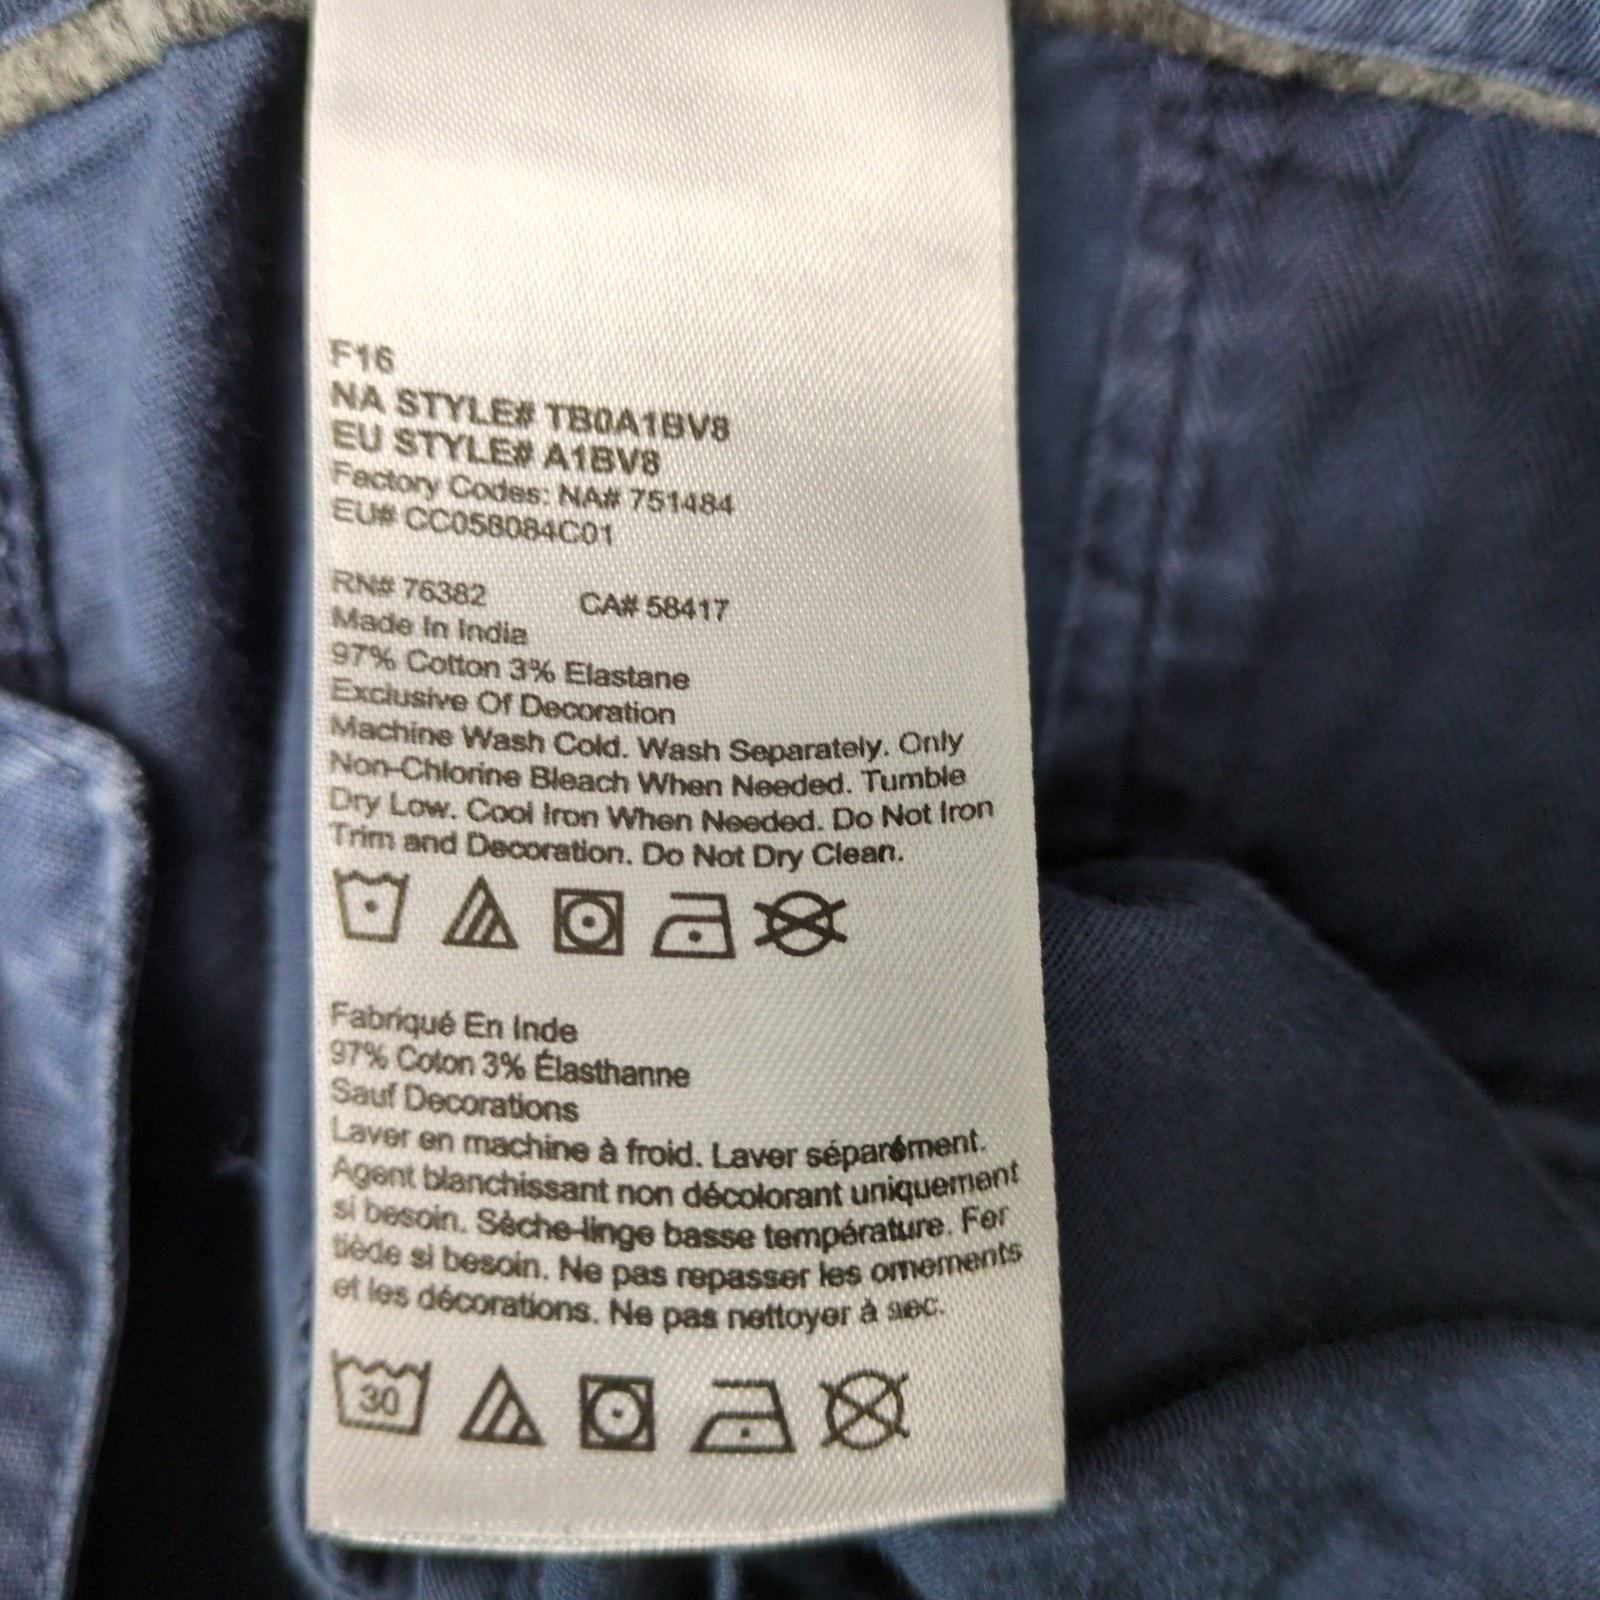 F16
NA STYLE# TB0A1BV8
EU STYLE# A1BV8
Factory Codes: NA# 751484
EU# CC058084C01
RN# 76382 CA# 58417
Made In India
97% Cotton 3% Elastane
Exclusive Of Decoration
Machine Wash Cold. Wash Separately. Only
Non-Chlorine Bleach When Needed. Tumble
Dry Low. Cool Iron When Needed. Do Not Iron
Trim and Decoration. Do Not Dry Clean.
Fabriqué En Inde
97% Coton 3% Élasthanne
Sauf Decorations
Laver en machine à froid. Laver séparément.
Agent blanchissant non décolorant uniquement
si besoin. Sèche-linge basse température. Fer
tiède si besoin. Ne pas repasser les ornements
et les décorations. Ne pas nettoyer à sec.
30